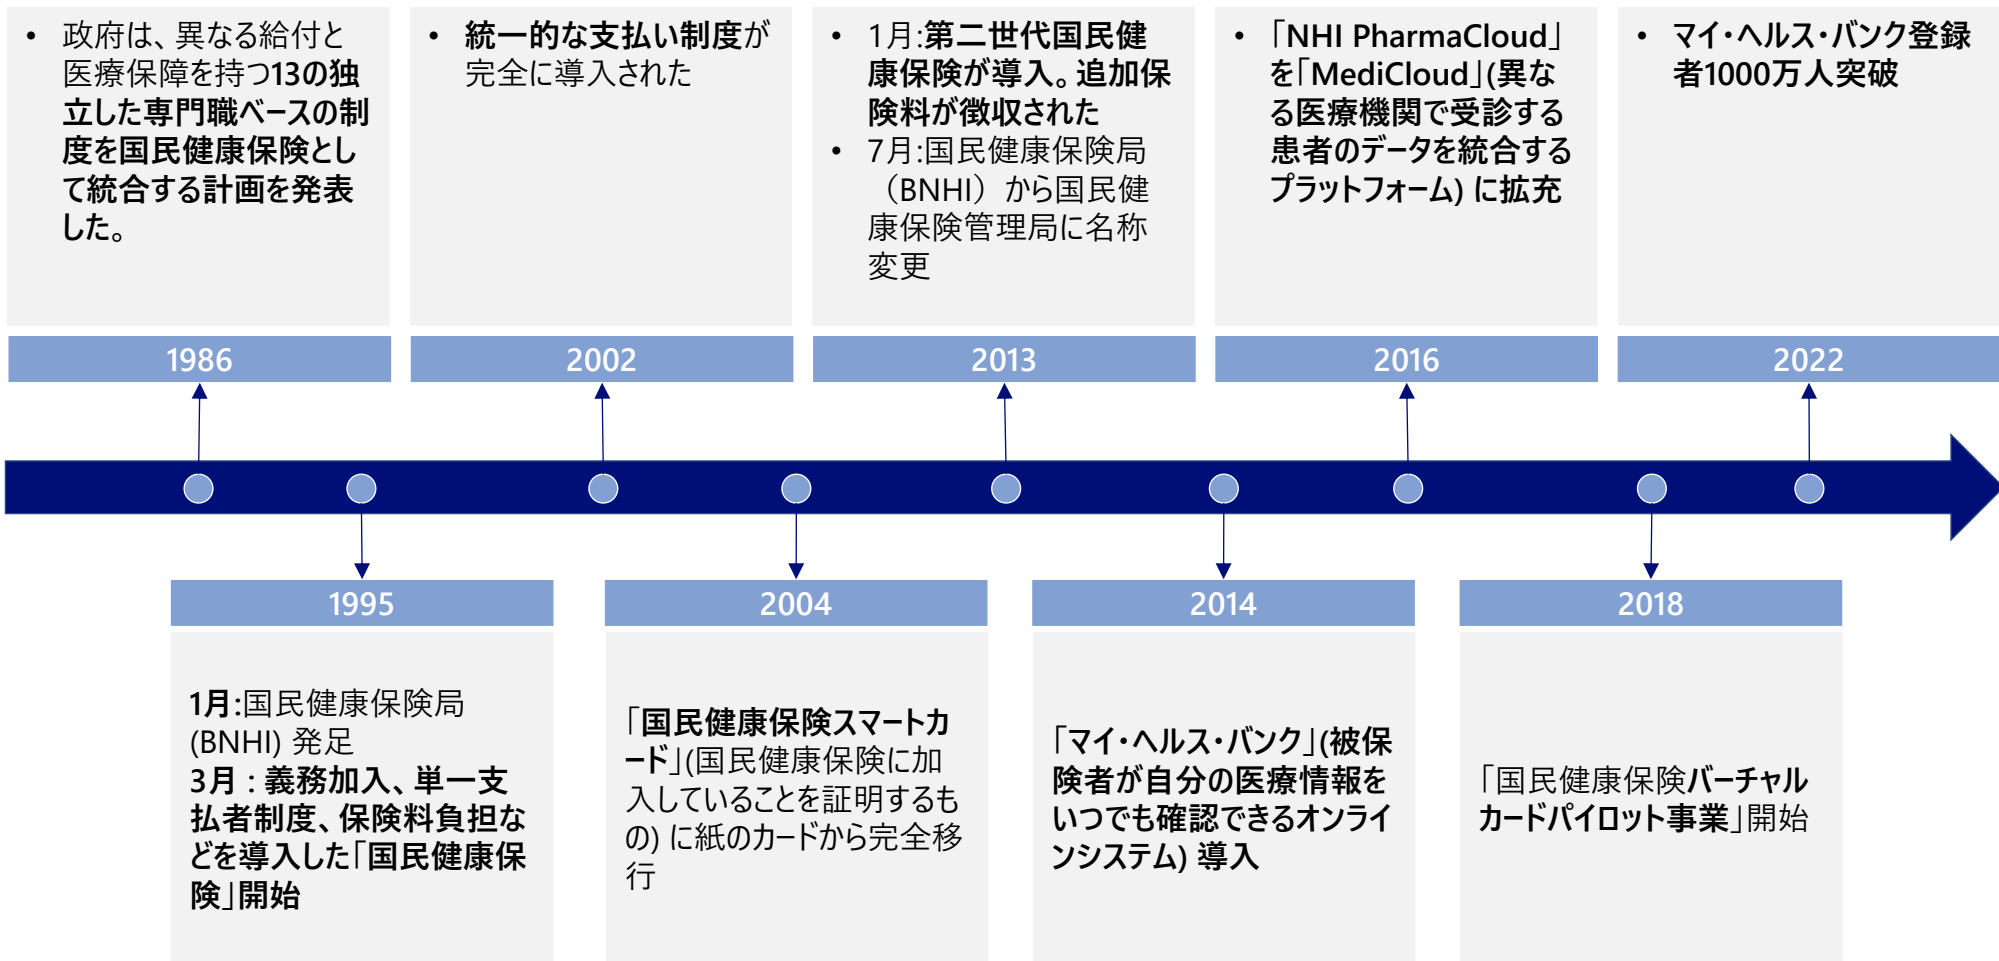 • 政府は、異なる給付と
医療保障を持つ13の独
立した専門職ベースの制
度を国民健康保険とし
て統合する計画を発表
した。
• 統一的な支払い制度が
完全に導入された
• 1月:第二世代国民健
康保険が導入。追加保
険料が徴収された
• 7月:国民健康保険局
（BNHI）から国民健
康保険管理局に名称
変更
• 「NHI PharmaCloud」
を「MediCloud」(異な
る医療機関で受診する
患者のデータを統合する
プラットフォーム) に拡充
• マイ・ヘルス・バンク登録
者1000万人突破
1986
2002
2013
2016
2022
1995
2004
2014
2018
1月:国民健康保険局
(BNHI) 発足
3月 : 義務加入、単一支
払者制度、保険料負担な
どを導入した「国民健康保
険」開始
「国民健康保険スマートカ
ード」(国民健康保険に加
入していることを証明するも
の) に紙のカードから完全移
行
「マイ・ヘルス・バンク」(被保
険者が自分の医療情報を
いつでも確認できるオンライ
ンシステム) 導入
「国民健康保険バーチャル
カードパイロット事業」開始